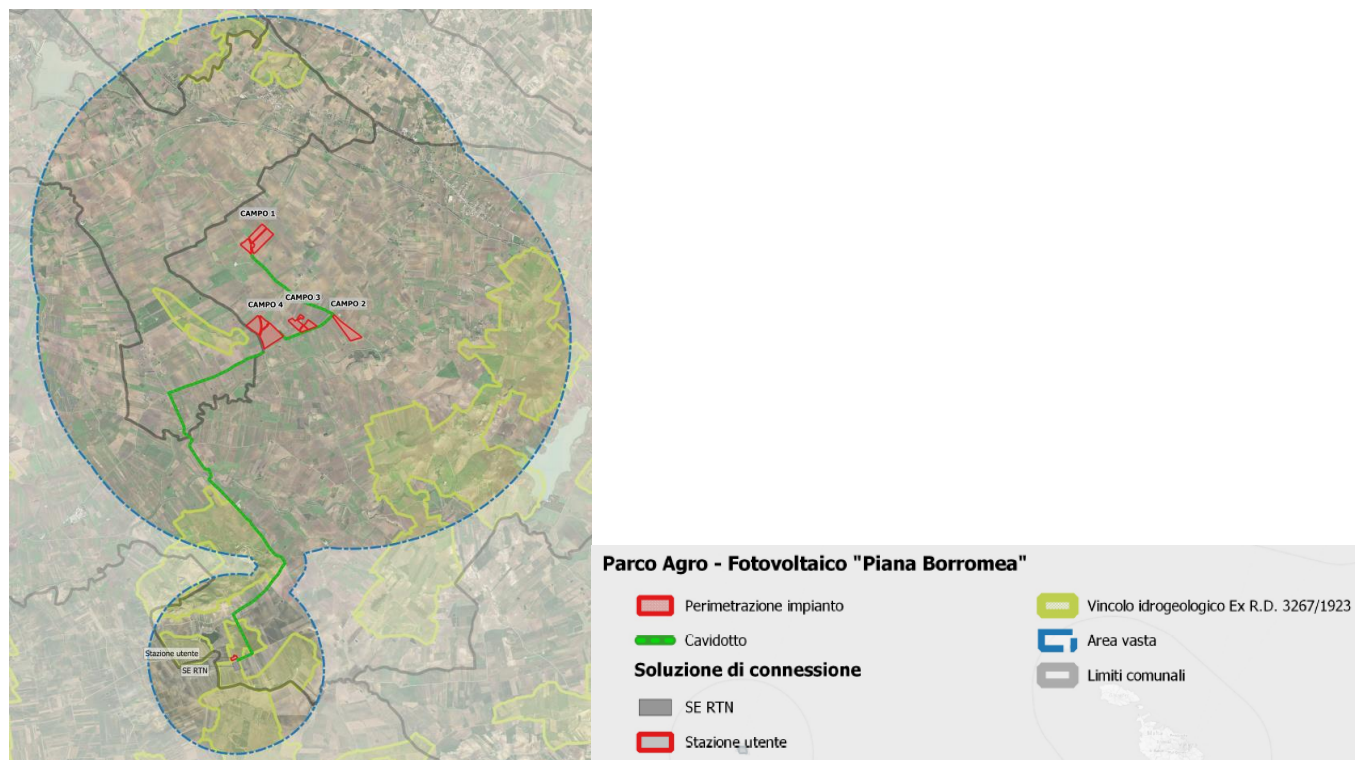 CAMPO 1
CAMPO 3
CAMPO 4
CAMPO 2
Stazione utente
SE RTN
Parco Agro - Fotovoltaico "Piana Borromea"
Perimetrazione impianto
Cavidotto
Soluzione di connessione
SE RTN
Stazione utente
Vincolo idrogeologico Ex R.D. 3267/1923
Area vasta
Limiti comunali